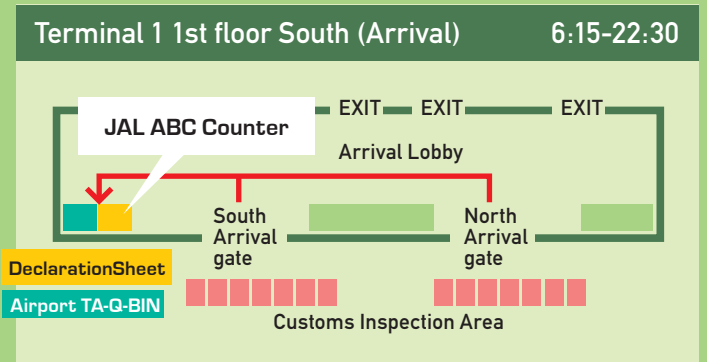 Terminal 1 1st floor South (Arrival) 6:15-22:30
EXIT EXIT EXIT
JAL ABC Counter
Arrival Lobby
South
Arrival
gate
North
Arrival
gate
DeclarationSheet
Airport TA-Q-BIN
Customs Inspection Area